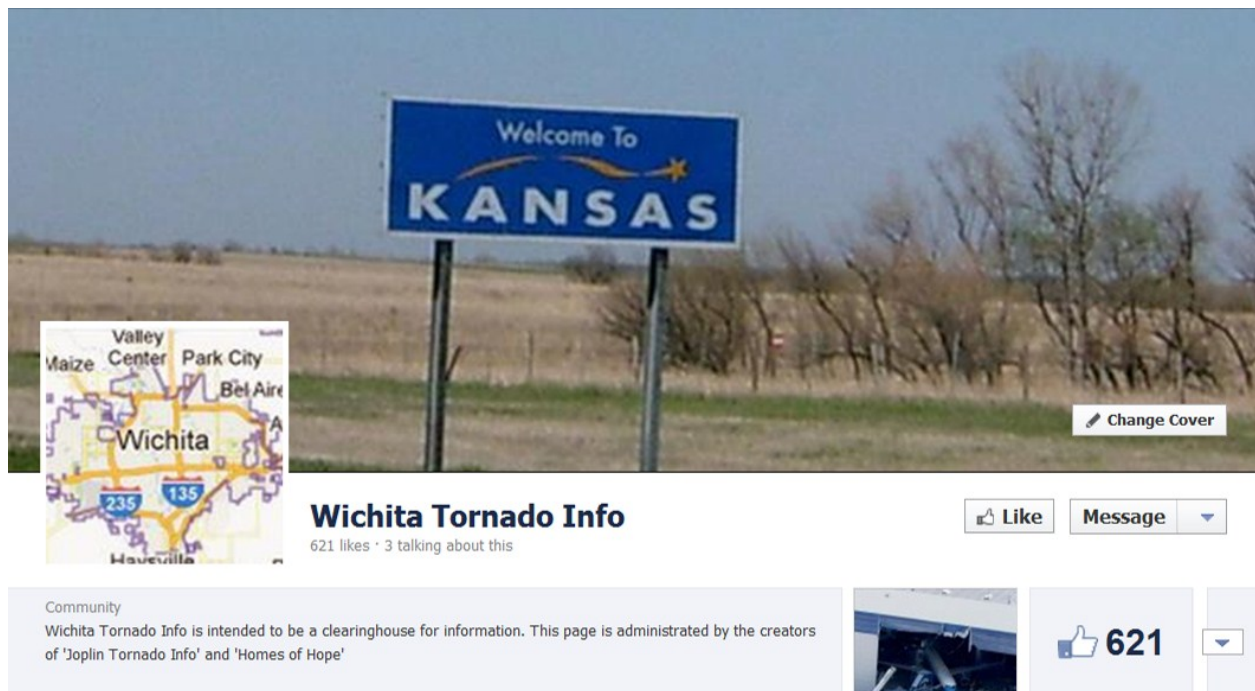 Welcome To
KANSAS
Change Cover
Valley
Maize Center Park City
Bel Aire
Wichita
235 135
Haysville
Wichita Tornado Info
621 likes · 3 talking about this
Like
Message
Community
Wichita Tornado Info is intended to be a clearinghouse for information. This page is administrated by the creators
of 'Joplin Tornado Info' and 'Homes of Hope'
621